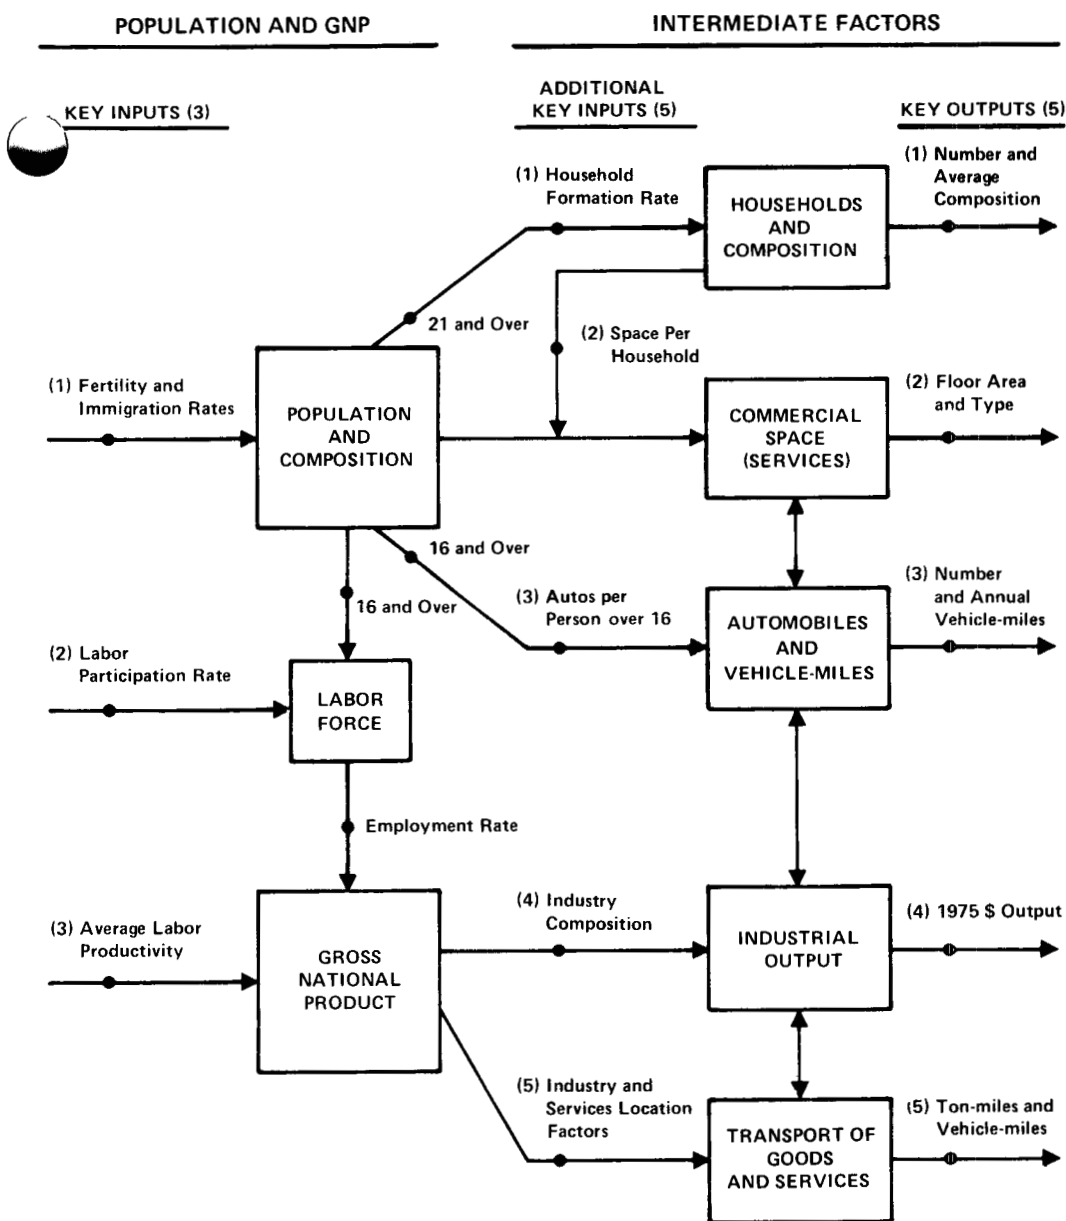 POPULATION AND GNP
INTERMEDIATE FACTORS
KEY INPUTS (3)
ADDITIONAL
KEY INPUTS (5)
KEY OUTPUTS (5)
(1) Household
Formation Rate
HOUSEHOLDS
AND
COMPOSITION
(1) Number and
Average
Composition
21 and Over
(2) Space Per
Household
(1) Fertility and
Immigration Rates
POPULATION
AND
COMPOSITION
COMMERCIAL
SPACE
(SERVICES)
(2) Floor Area
and Type
16 and Over
16 and Over
(3) Autos per
Person over 16
AUTOMOBILES
AND
VEHICLE-MILES
(3) Number
and Annual
Vehicle-miles
(2) Labor
Participation Rate
LABOR
FORCE
Employment Rate
(3) Average Labor
Productivity
GROSS
NATIONAL
PRODUCT
(4) Industry
Composition
INDUSTRIAL
OUTPUT
(4) 1975 $ Output
(5) Industry and
Services Location
Factors
TRANSPORT OF
GOODS
AND SERVICES
(5) Ton-miles and
Vehicle-miles